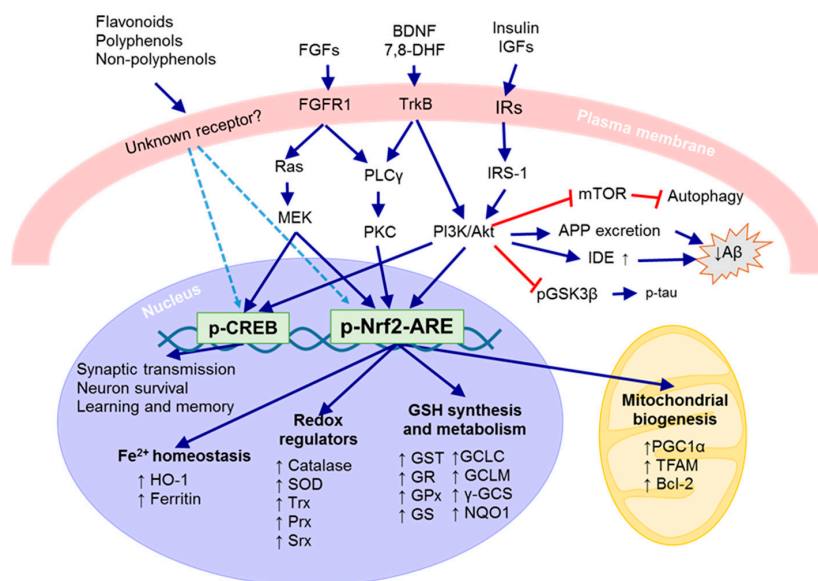 Flavonoids
Polyphenols
Non-polyphenols
FGFs
BDNF
7,8-DHF
Insulin
IGFs
Unknown receptor?
FGFR1
TrkB
IRs
Plasma membrane
Ras
PLCγ
IRS-1
MEK
PKC
PI3K/Akt
mTOR
Autophagy
APP excretion
IDE ↑
↓Aβ
pGSK3β
p-tau
Nucleus
p-CREB
p-Nrf2-ARE
Synaptic transmission
Neuron survival
Learning and memory
Fe²⁺ homeostasis
↑ HO-1
↑ Ferritin
Redox
regulators
↑ Catalase
↑ SOD
↑ Trx
↑ Prx
↑ Srx
GSH synthesis
and metabolism
↑ GST ↑GCLC
↑ GR ↑ GCLM
↑ GPx ↑ γ-GCS
↑ GS ↑ NQO1
Mitochondrial
biogenesis
↑PGC1α
↑ TFAM
↑ Bcl-2